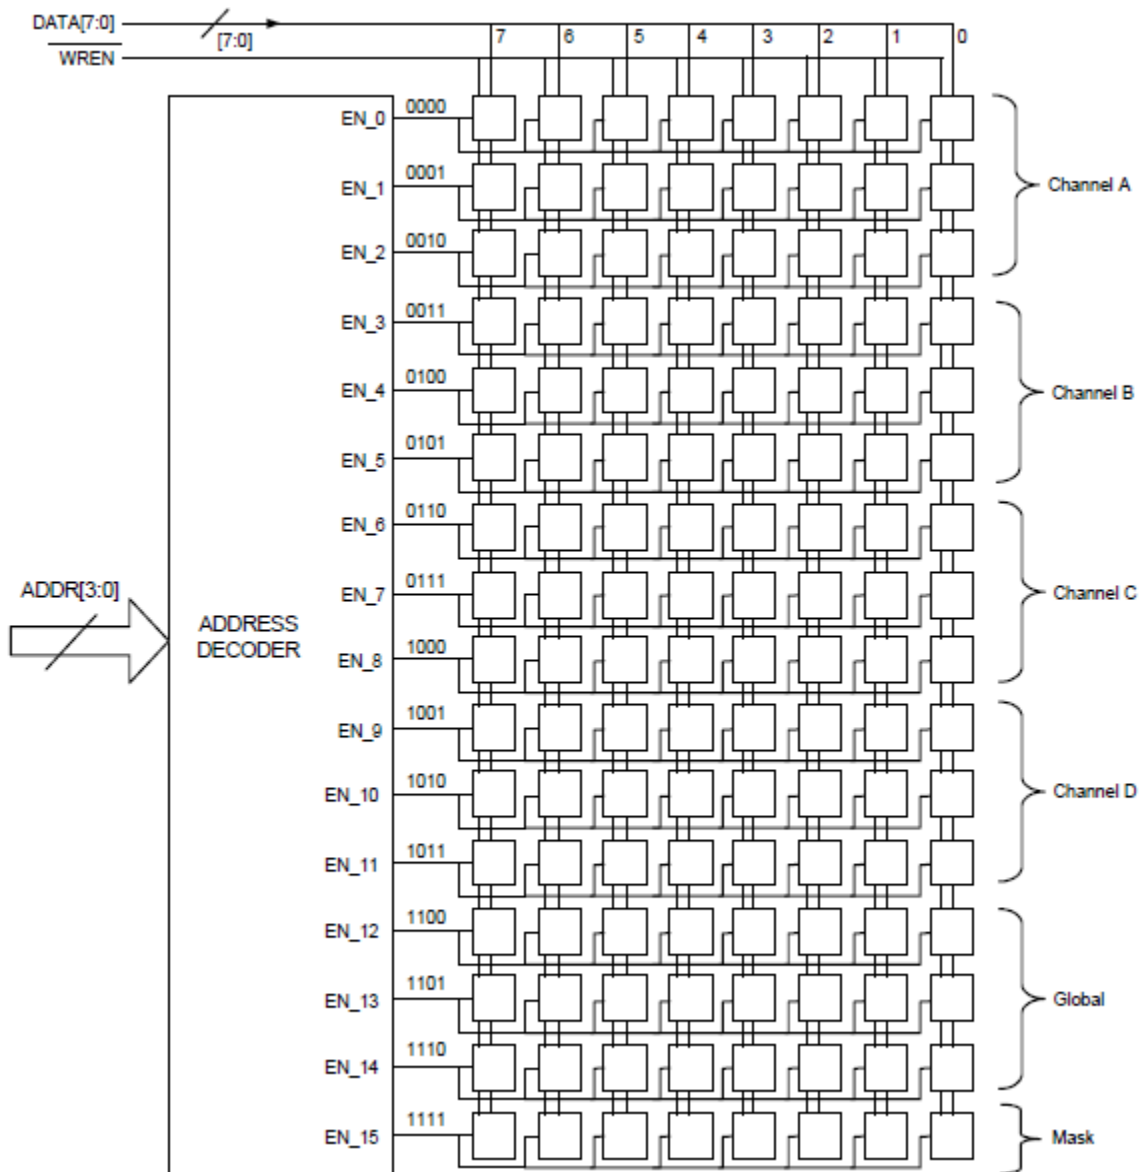 DATA[7:0]
[7:0]
WREN
7 6 5 4 3 2 1 0
EN_0 0000
EN_1 0001
Channel A
EN_2 0010
EN_3 0011
EN_4 0100
Channel B
EN_5 0101
EN_6 0110
ADDR[3:0]
EN_7 0111
Channel C
ADDRESS
DECODER
EN_8 1000
EN_9 1001
EN_10 1010
Channel D
EN_11 1011
EN_12 1100
EN_13 1101
Global
EN_14 1110
EN_15 1111
Mask